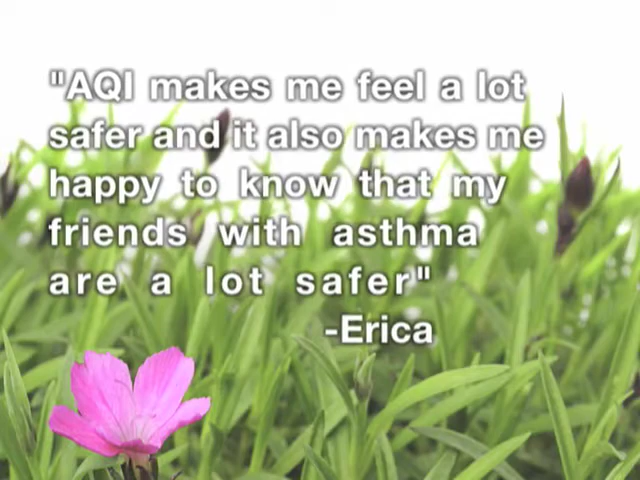 "AQI makes me feel a lot
safer and it also makes me
happy to know that my
friends with asthma
are a lot safer"
-Erica